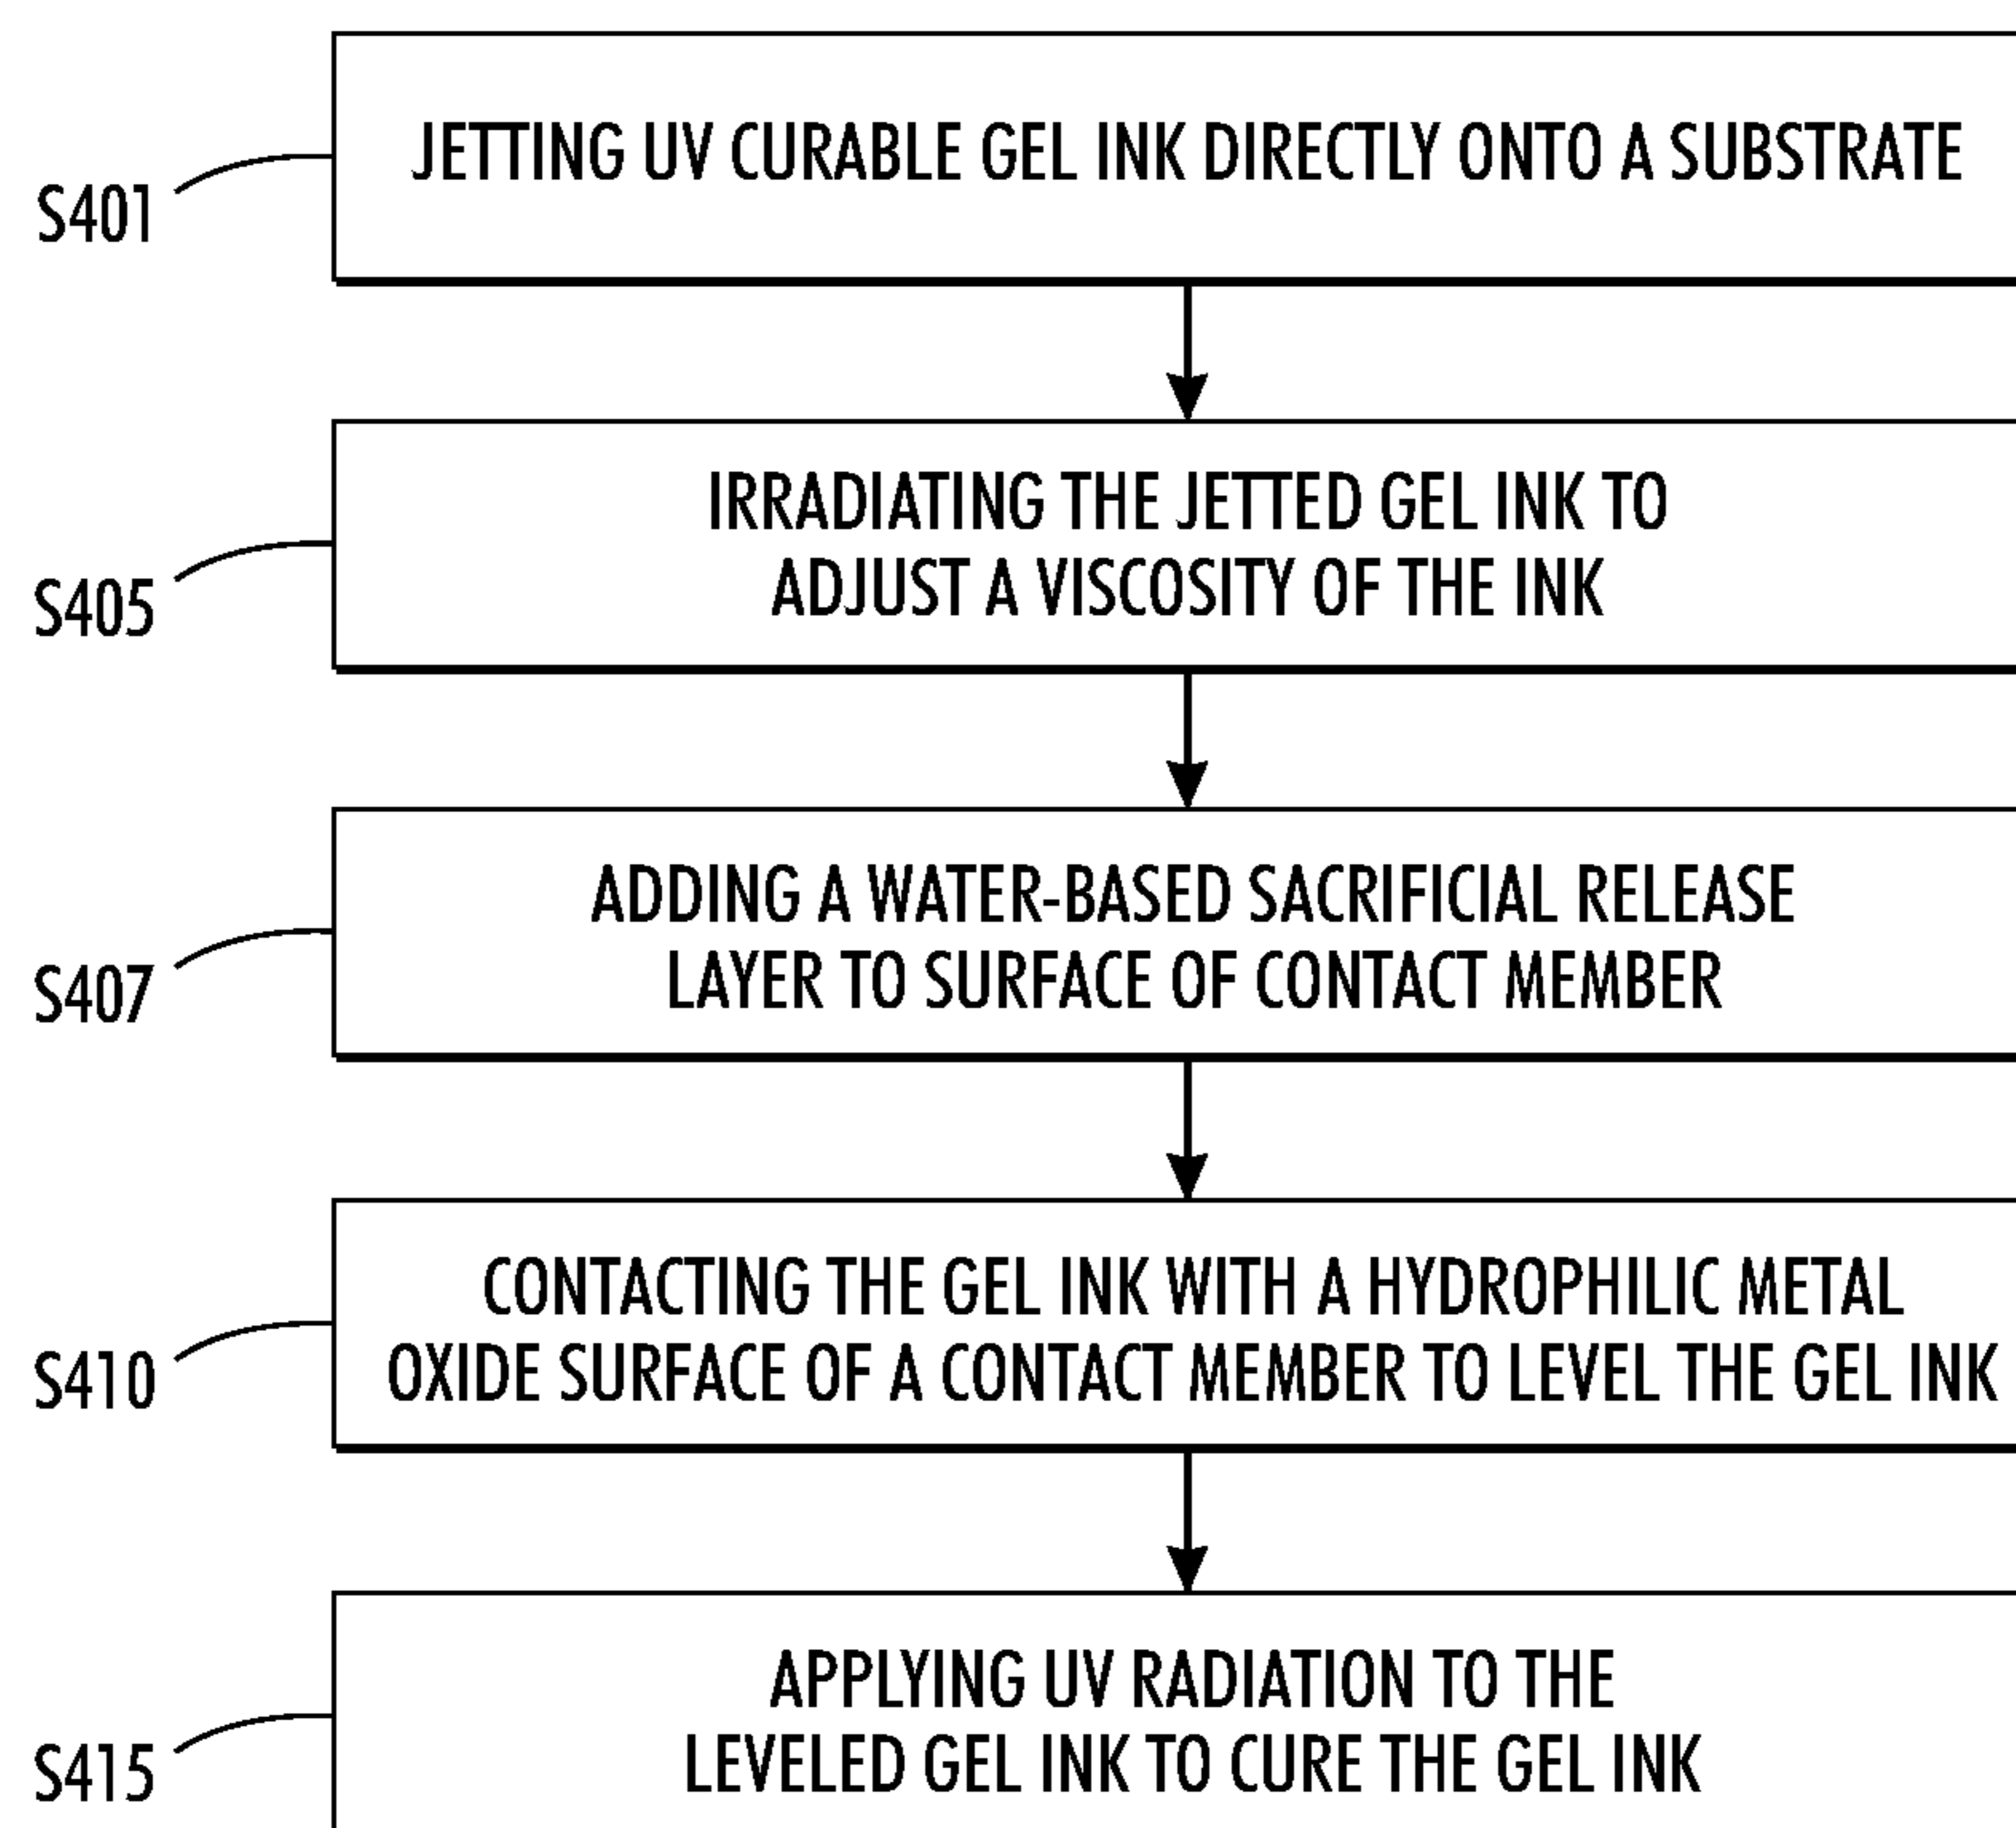 JETTING UV CURABLE GEL INK DIRECTLY ONTO A SUBSTRATE
S401
IRRADIATING THE JETTED GEL INK TO
ADJUST A VISCOSITY OF THE INK
S405
ADDING A WATER-BASED SACRIFICIAL RELEASE
LAYER TO SURFACE OF CONTACT MEMBER
S407
CONTACTING THE GEL INK WITH A HYDROPHILIC METAL
OXIDE SURFACE OF A CONTACT MEMBER TO LEVEL THE GEL INK
S410
APPLYING UV RADIATION TO THE
LEVELED GEL INK TO CURE THE GEL INK
S415